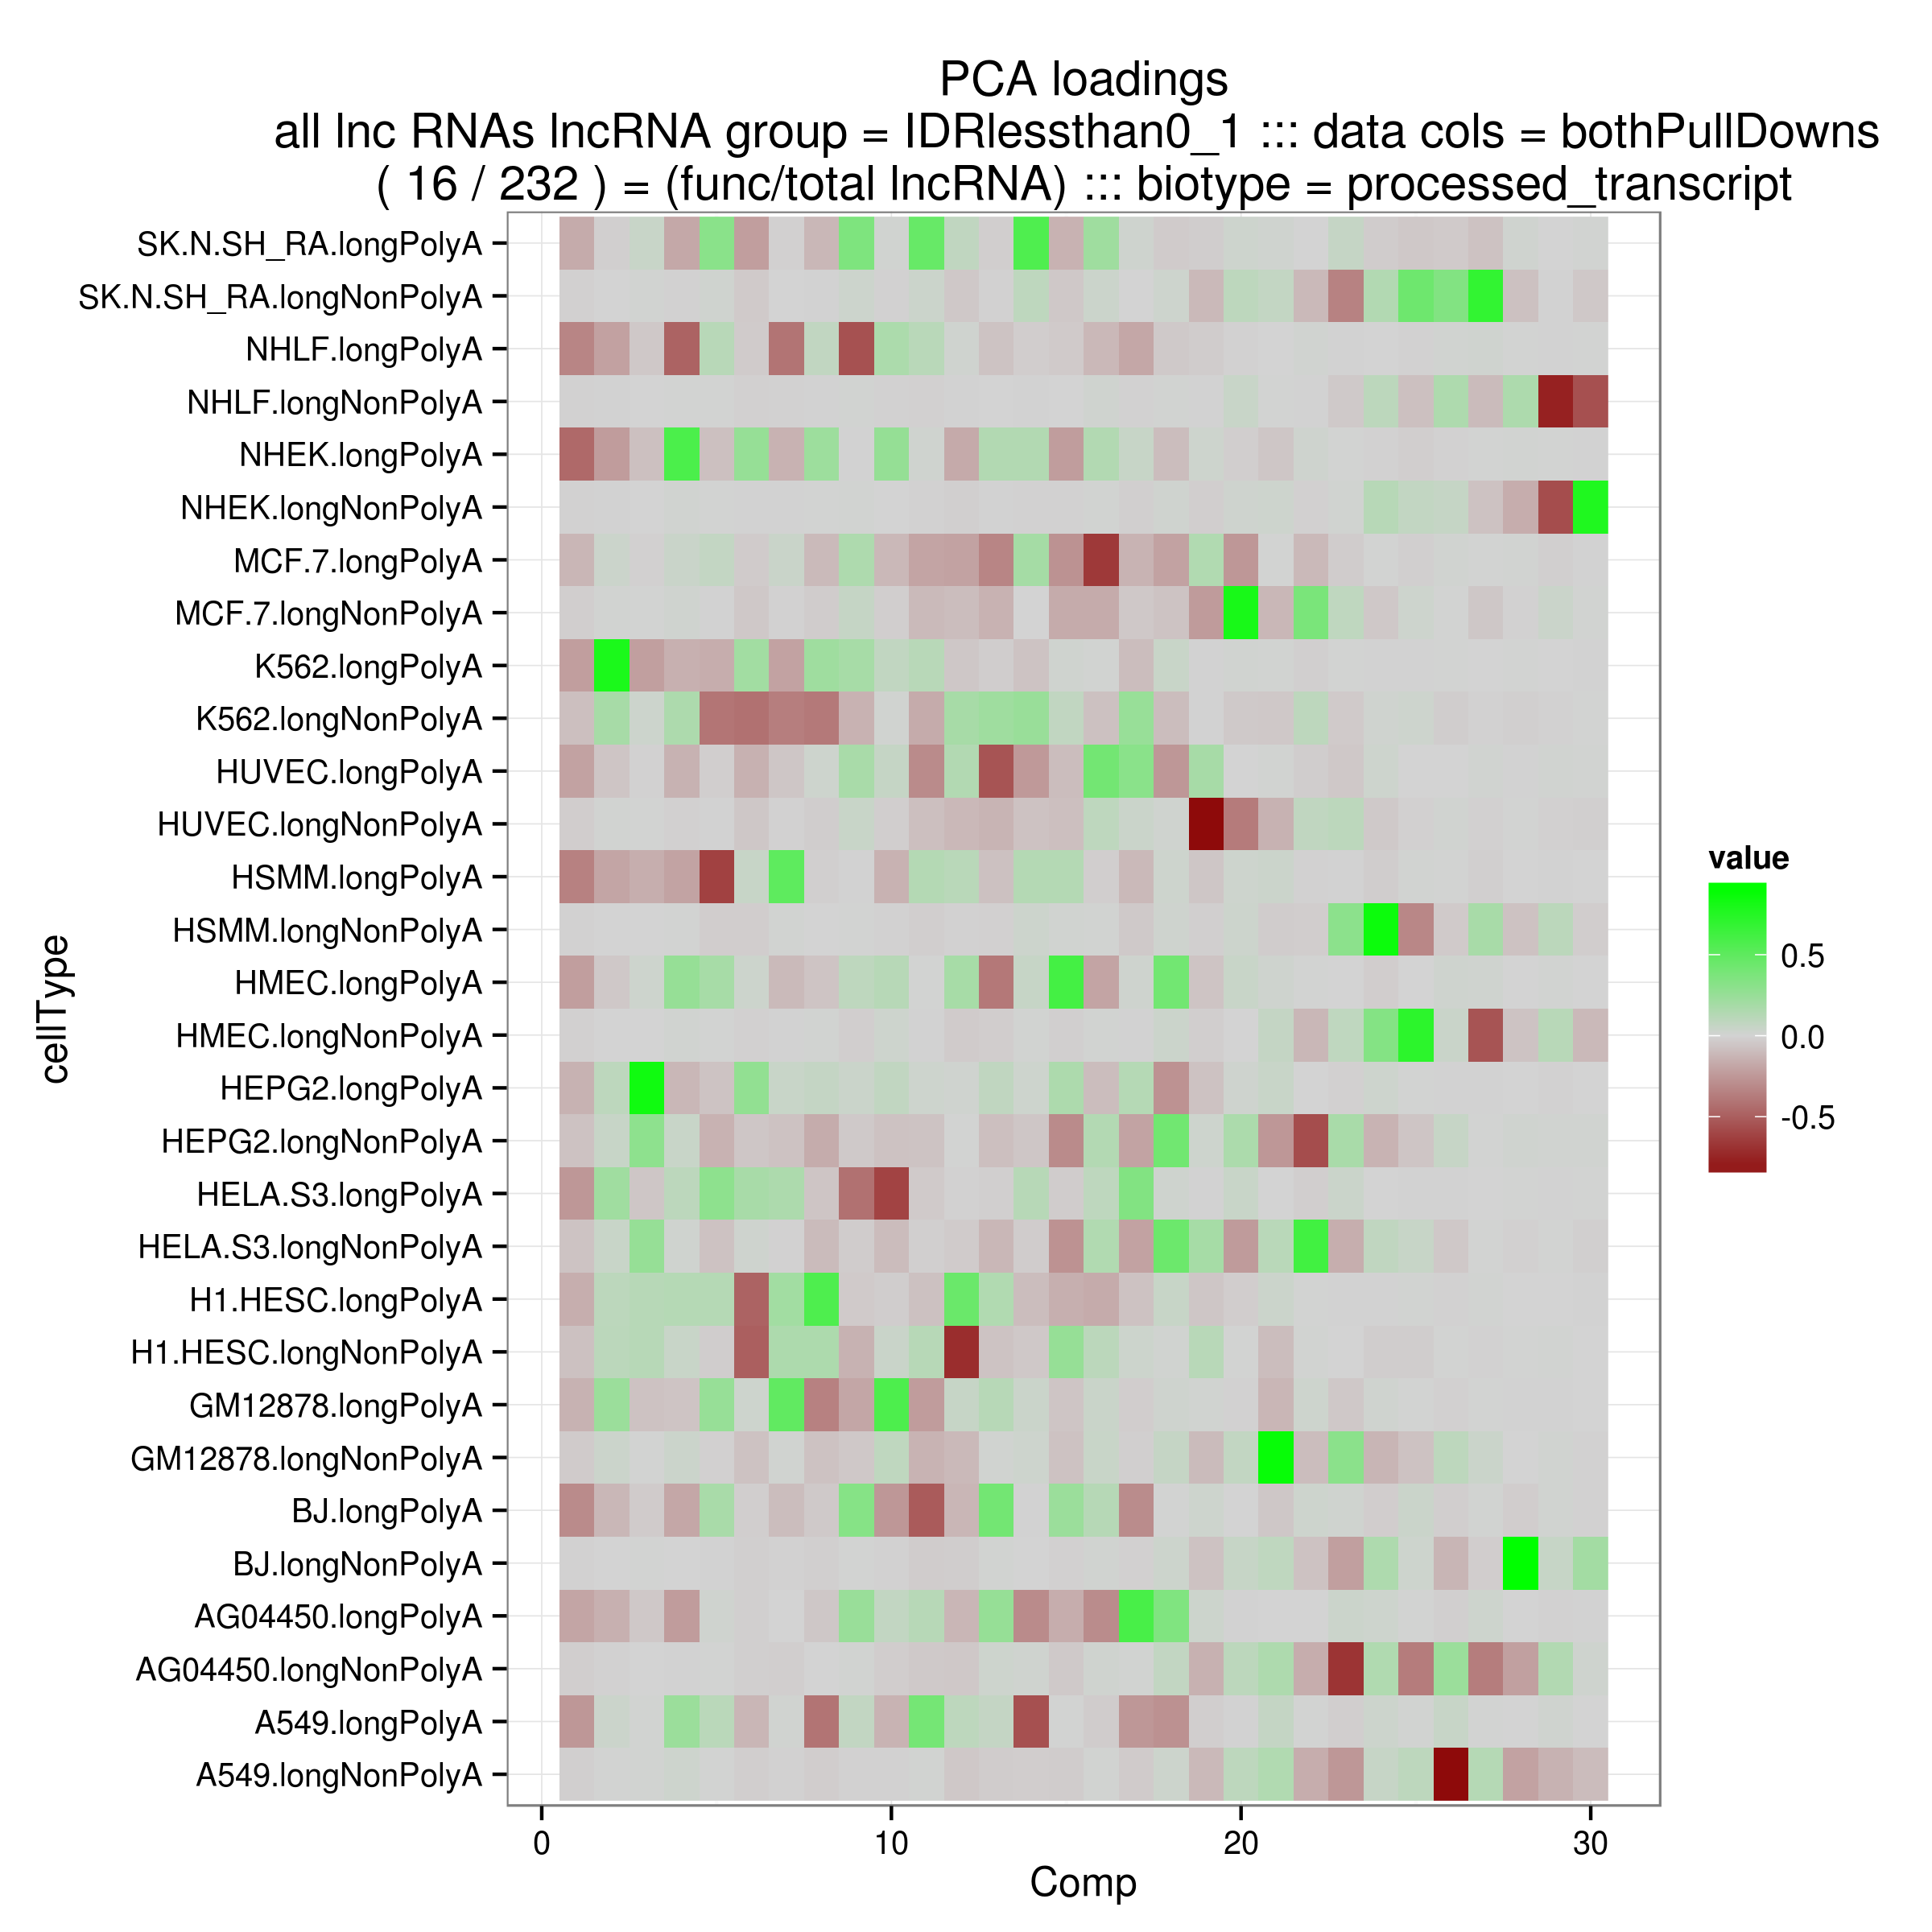 PCA loadings
all lnc RNAs lncRNA group = IDRlessthan0_1 ::: data cols = bothPullDowns
( 16 / 232 ) = (func/total lncRNA) ::: biotype = processed_transcript
SK.N.SH_RA.longPolyA
SK.N.SH_RA.longNonPolyA
NHLF.longPolyA
NHLF.longNonPolyA
NHEK.longPolyA
NHEK.longNonPolyA
MCF.7.longPolyA
MCF.7.longNonPolyA
K562.longPolyA
K562.longNonPolyA
HUVEC.longPolyA
HUVEC.longNonPolyA
HSMM.longPolyA
HSMM.longNonPolyA
HMEC.longPolyA
HMEC.longNonPolyA
HEPG2.longPolyA
HEPG2.longNonPolyA
HELA.S3.longPolyA
HELA.S3.longNonPolyA
H1.HESC.longPolyA
H1.HESC.longNonPolyA
GM12878.longPolyA
GM12878.longNonPolyA
BJ.longPolyA
BJ.longNonPolyA
AG04450.longPolyA
AG04450.longNonPolyA
A549.longPolyA
A549.longNonPolyA
cellType
0 10 20 30
Comp
value
0.5
0.0
-0.5